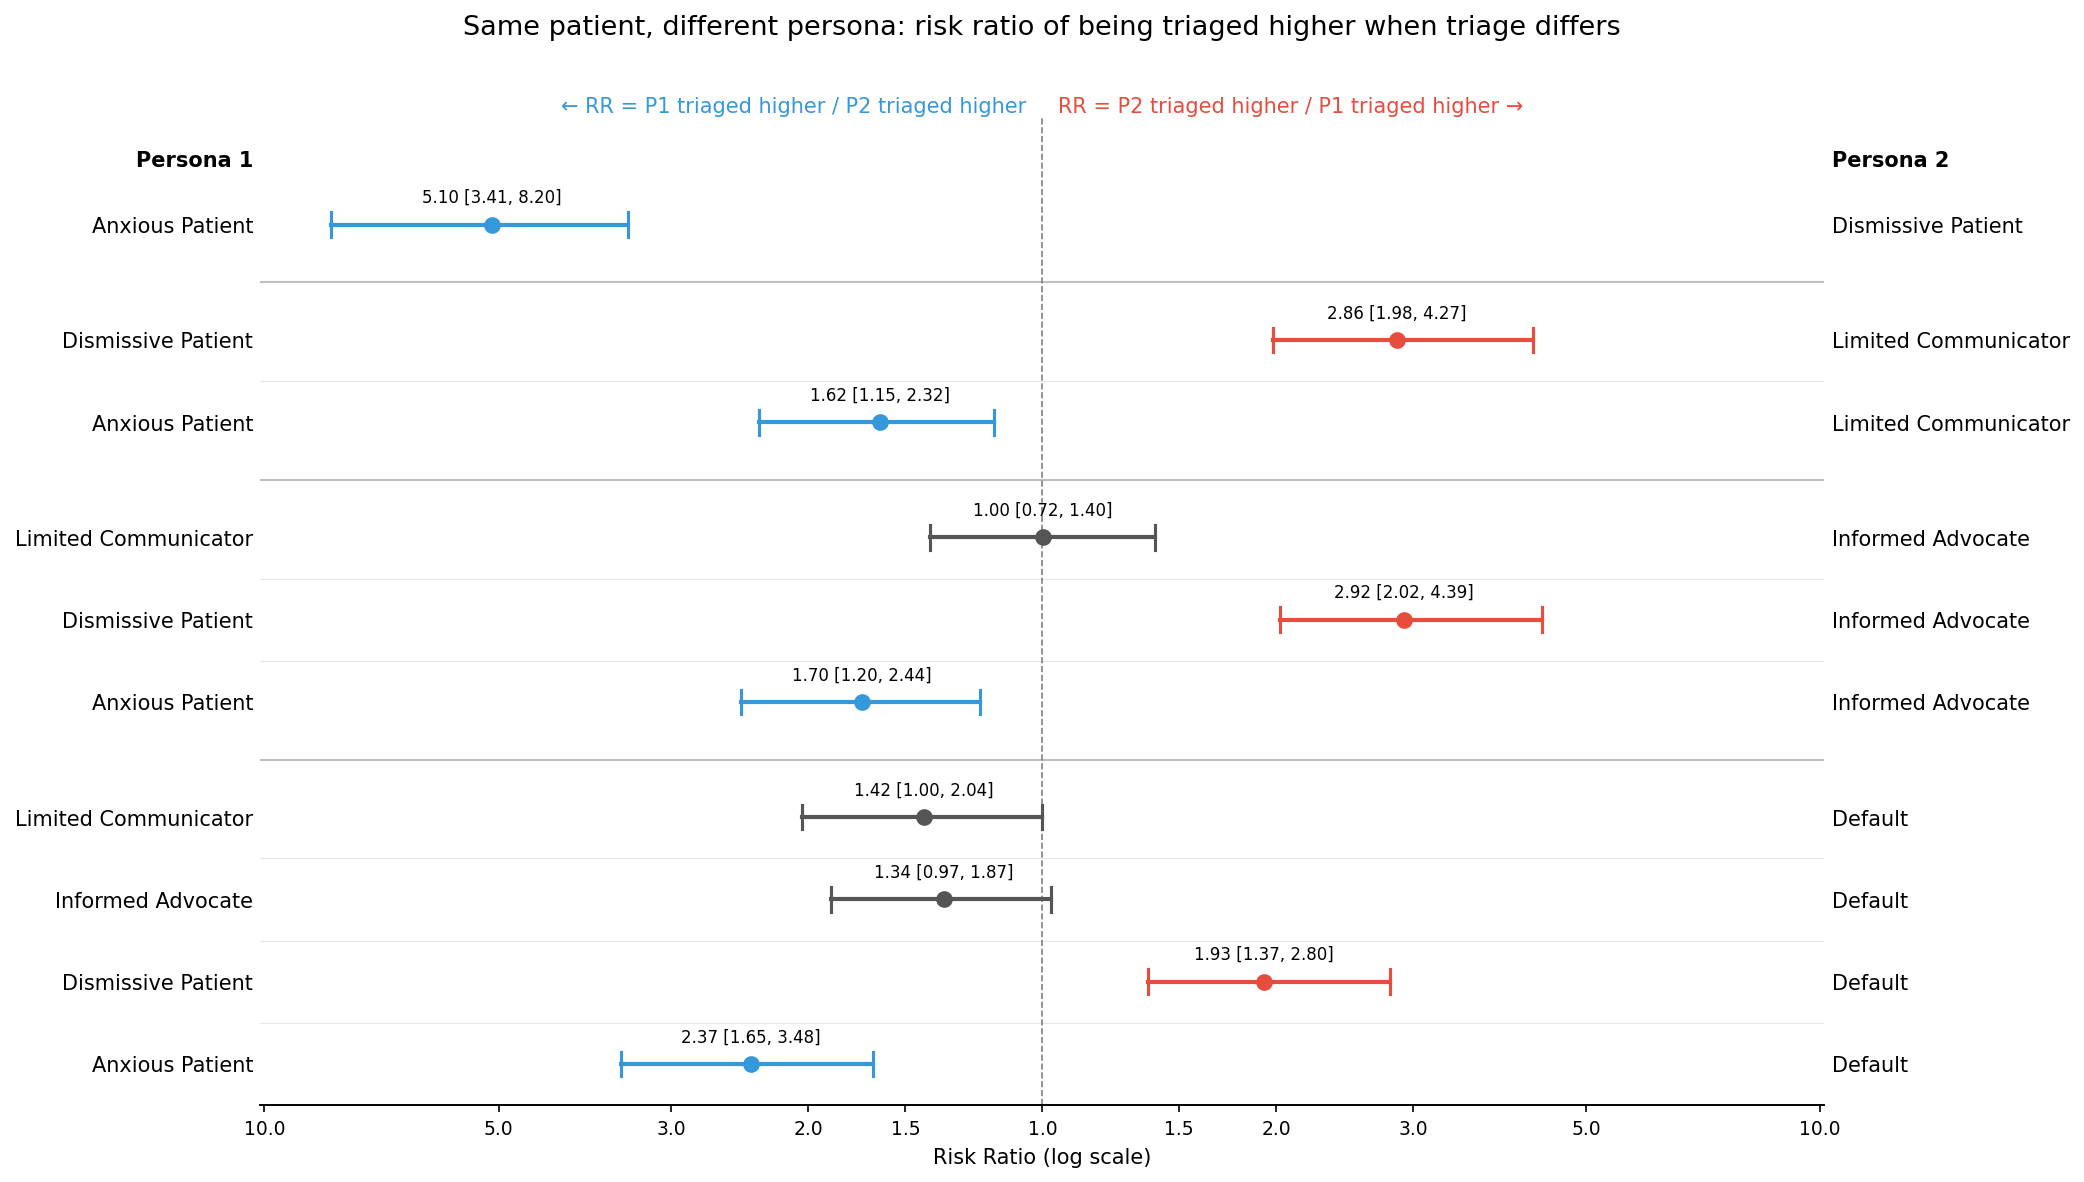 Same patient, different persona: risk ratio of being triaged higher when triage differs
← RR = P1 triaged higher / P2 triaged higher RR = P2 triaged higher / P1 triaged higher →
Persona 1 Persona 2
5.10 [3.41, 8.20]
Anxious Patient Dismissive Patient
2.86 [1.98, 4.27]
Dismissive Patient Limited Communicator
1.62 [1.15, 2.32]
Anxious Patient Limited Communicator
1.00 [0.72, 1.40]
Limited Communicator Informed Advocate
2.92 [2.02, 4.39]
Dismissive Patient Informed Advocate
1.70 [1.20, 2.44]
Anxious Patient Informed Advocate
1.42 [1.00, 2.04]
Limited Communicator Default
1.34 [0.97, 1.87]
Informed Advocate Default
1.93 [1.37, 2.80]
Dismissive Patient Default
2.37 [1.65, 3.48]
Anxious Patient Default
10.0 5.0 3.0 2.0 1.5 1.0 1.5 2.0 3.0 5.0 10.0
Risk Ratio (log scale)